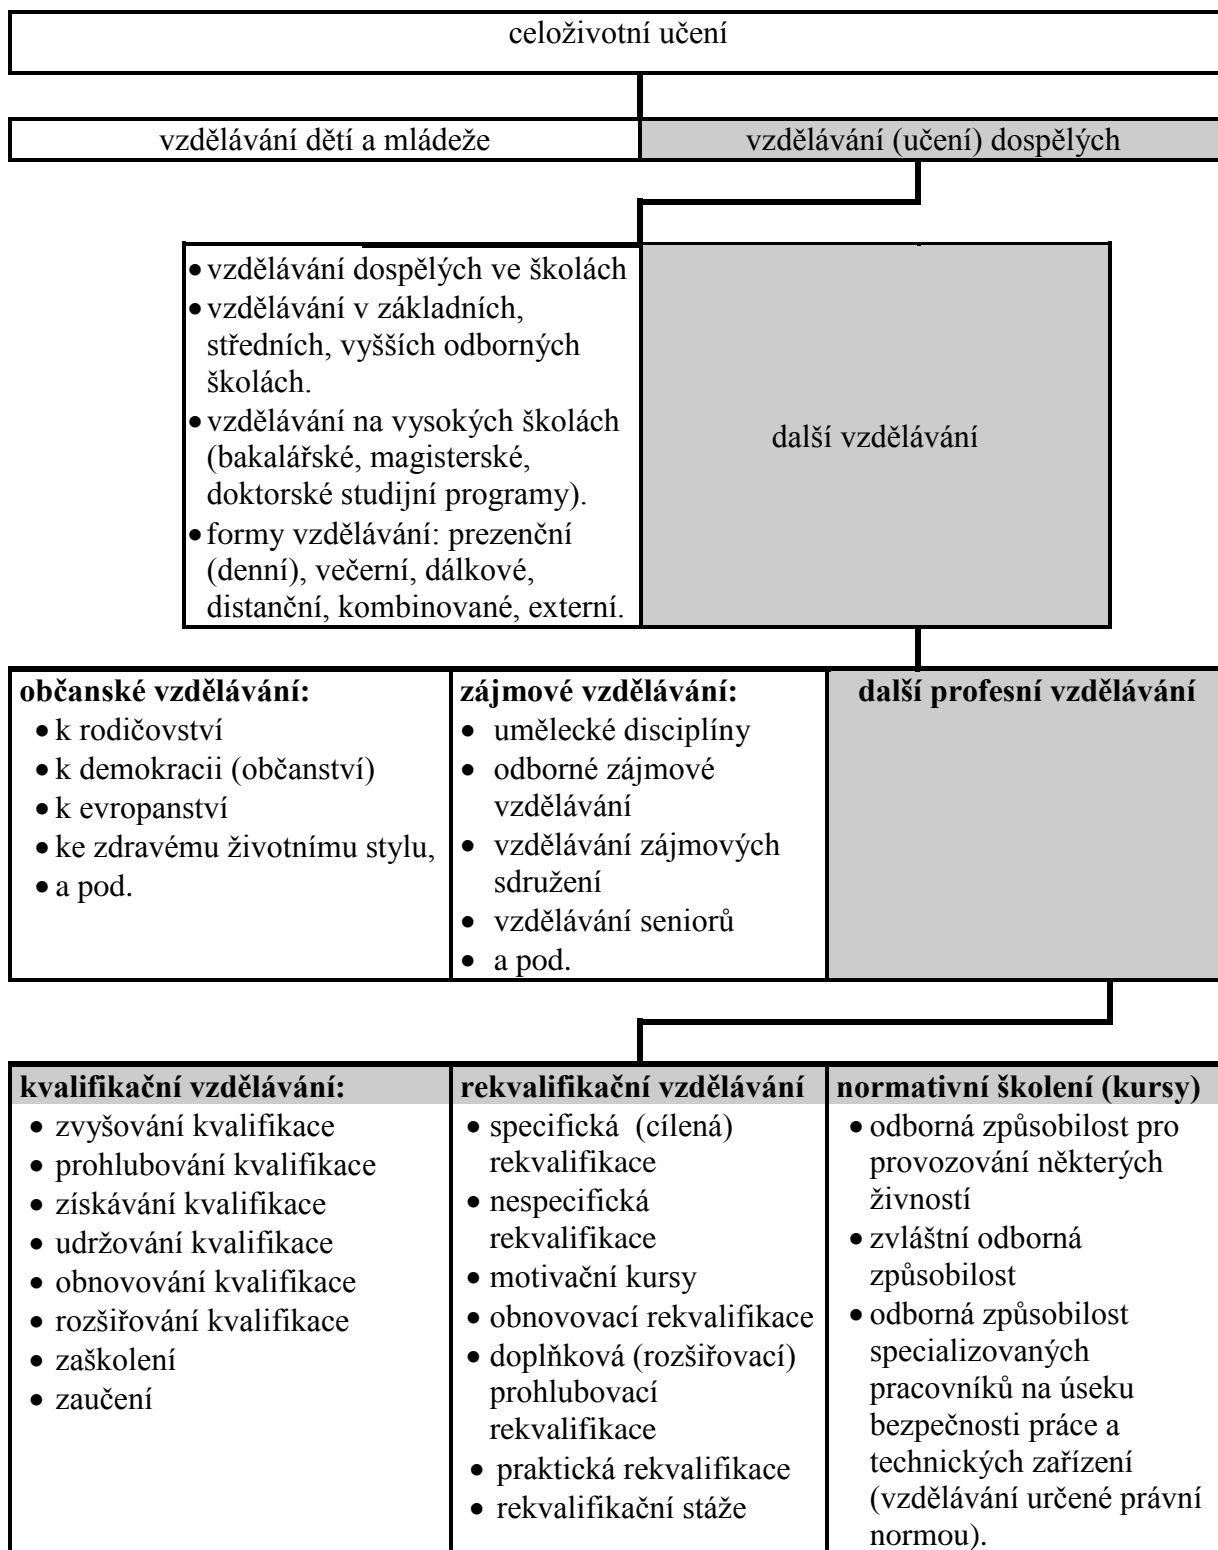 celoživotní učení
vzdělávání dětí a mládeže
vzdělávání (učení) dospělých
• vzdělávání dospělých ve školách
• vzdělávání v základních,
středních, vyšších odborných
školách.
• vzdělávání na vysokých školách
(bakalářské, magisterské,
doktorské studijní programy).
• formy vzdělávání: prezenční
(denní), večerní, dálkové,
distanční, kombinované, externí.
další vzdělávání
občanské vzdělávání:
• k rodičovství
• k demokracii (občanství)
• k evropanství
• ke zdravému životnímu stylu,
• a pod.
zájmové vzdělávání:
• umělecké disciplíny
• odborné zájmové
vzdělávání
• vzdělávání zájmových
sdružení
• vzdělávání seniorů
• a pod.
další profesní vzdělávání
kvalifikační vzdělávání:
• zvyšování kvalifikace
• prohlubování kvalifikace
• získávání kvalifikace
• udržování kvalifikace
• obnovování kvalifikace
• rozšiřování kvalifikace
• zaškolení
• zaučení
rekvalifikační vzdělávání
• specifická (cílená)
rekvalifikace
• nespecifická
rekvalifikace
• motivační kursy
• obnovovací rekvalifikace
• doplňková (rozšiřovací)
prohlubovací
rekvalifikace
• praktická rekvalifikace
• rekvalifikační stáže
normativní školení (kursy)
• odborná způsobilost pro
provozování některých
živností
• zvláštní odborná
způsobilost
• odborná způsobilost
specializovaných
pracovníků na úseku
bezpečnosti práce a
technických zařízení
(vzdělávání určené právní
normou).